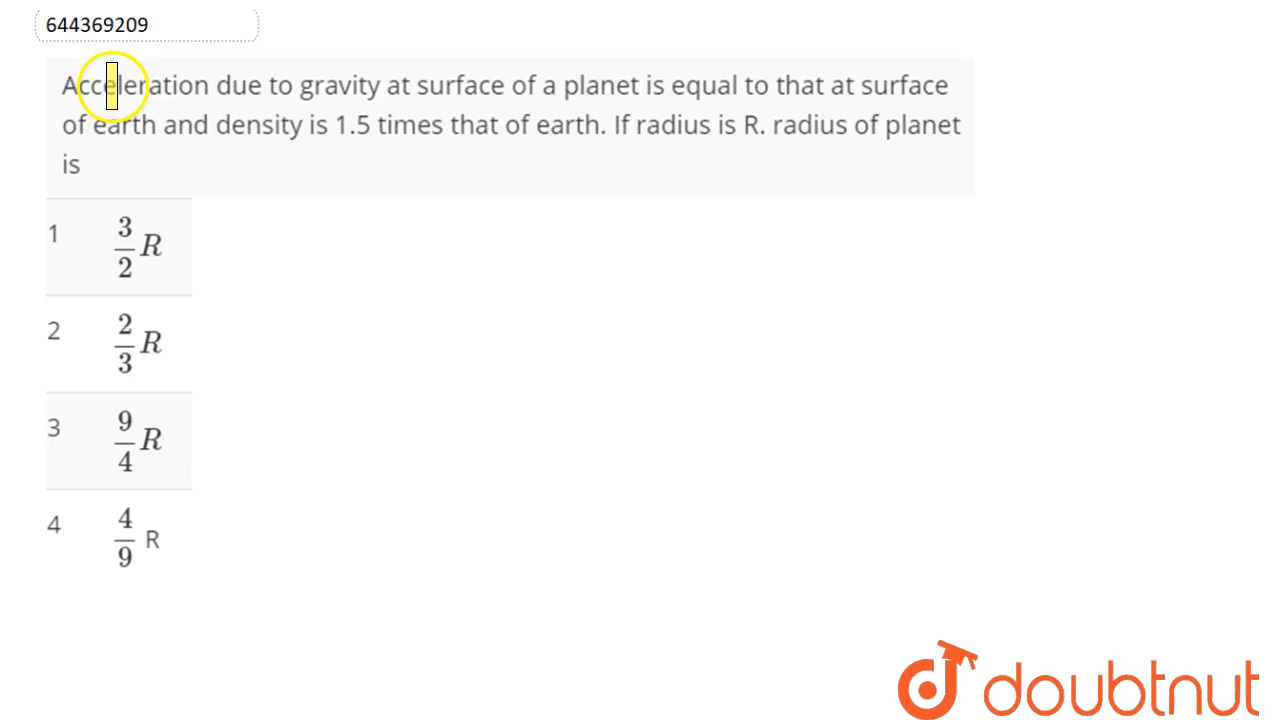 644369209
Acceleration due to gravity at surface of a planet is equal to that at surface
of earth and density is 1.5 times that of earth. If radius is R. radius of planet
is
1 3/2 R
2 2/3 R
3 9/4 R
4 4/9 R
doubtnut